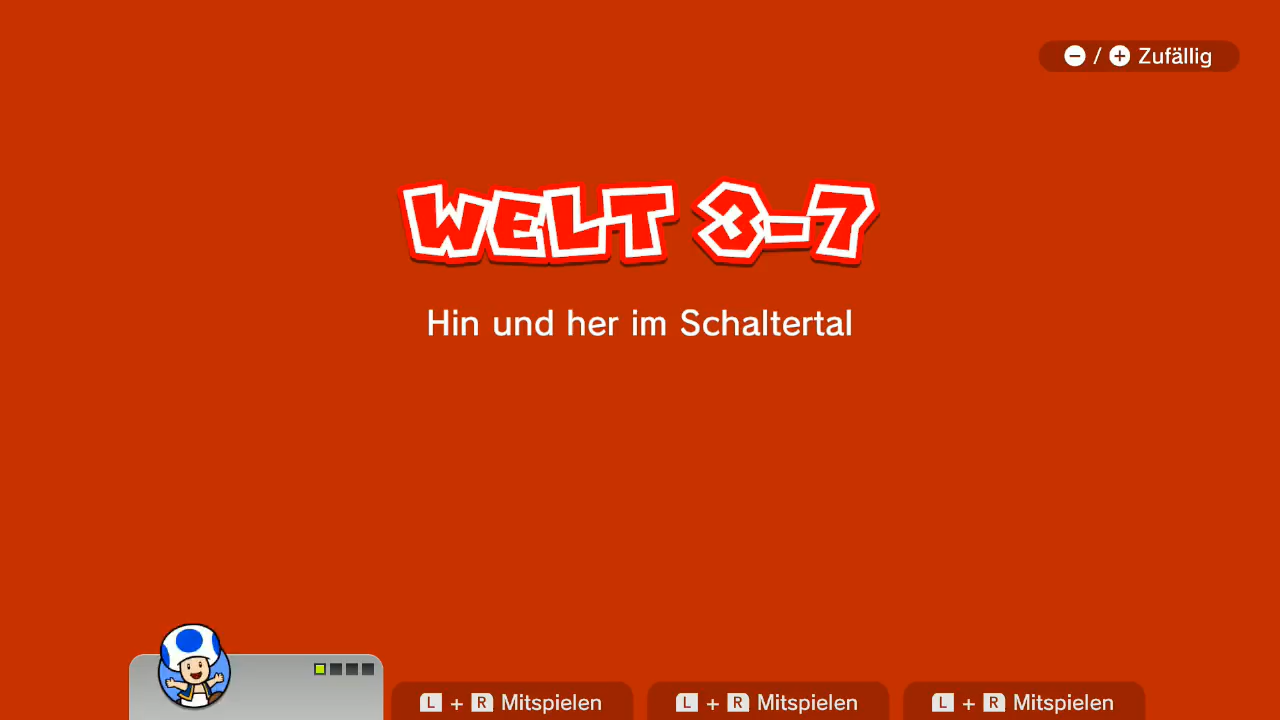 - / + Zufällig
WELT 3-7
Hin und her im Schaltertal
L + R Mitspielen
L + R Mitspielen
L + R Mitspielen